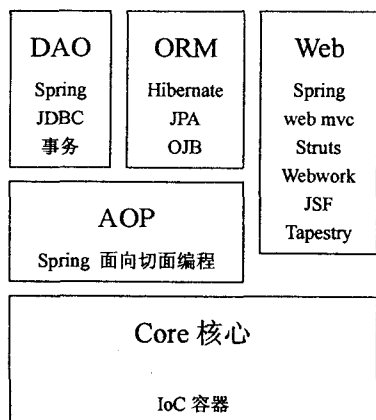 DAO
Spring
JDBC
事务
ORM
Hibernate
JPA
OJB
Web
Spring
web mvc
Struts
Webwork
JSF
Tapestry
AOP
Spring 面向切面编程
Core 核心
IoC 容器